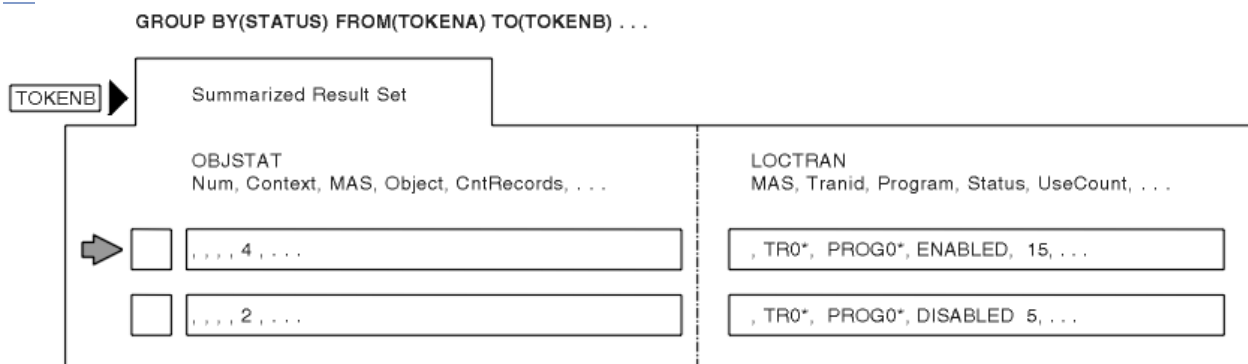 GROUP BY(STATUS) FROM(TOKENA) TO(TOKENB) . . .
TOKENB
Summarized Result Set
OBJSTAT
Num, Context, MAS, Object, CntRecords, . . .
LOCTRAN
MAS, Tranid, Program, Status, UseCount, . . .
, , , , 4 , . . .
, TR0*, PROG0*, ENABLED, 15, . . .
, , , , 2 , . . .
, TR0*, PROG0*, DISABLED 5, . . .